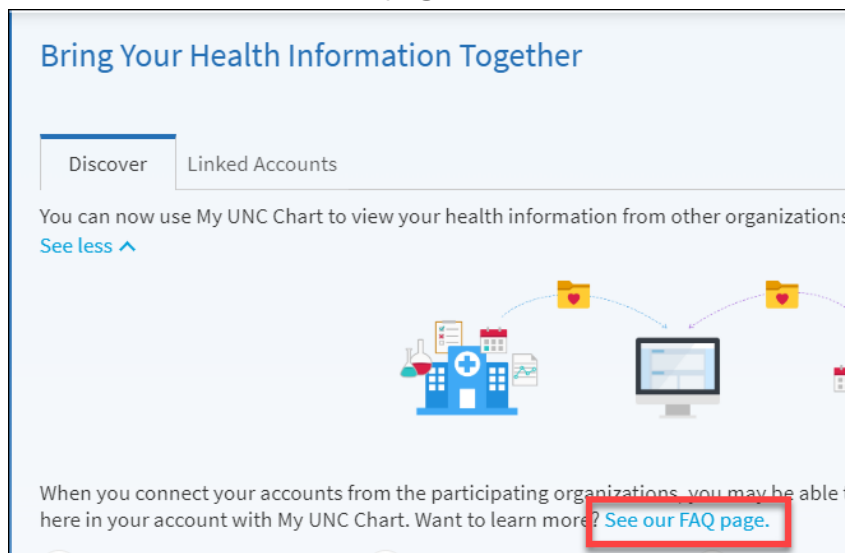 Bring Your Health Information Together
Discover
Linked Accounts
You can now use My UNC Chart to view your health information from other organizations
See less
When you connect your accounts from the participating organizations, you may be able
here in your account with My UNC Chart. Want to learn more? See our FAQ page.